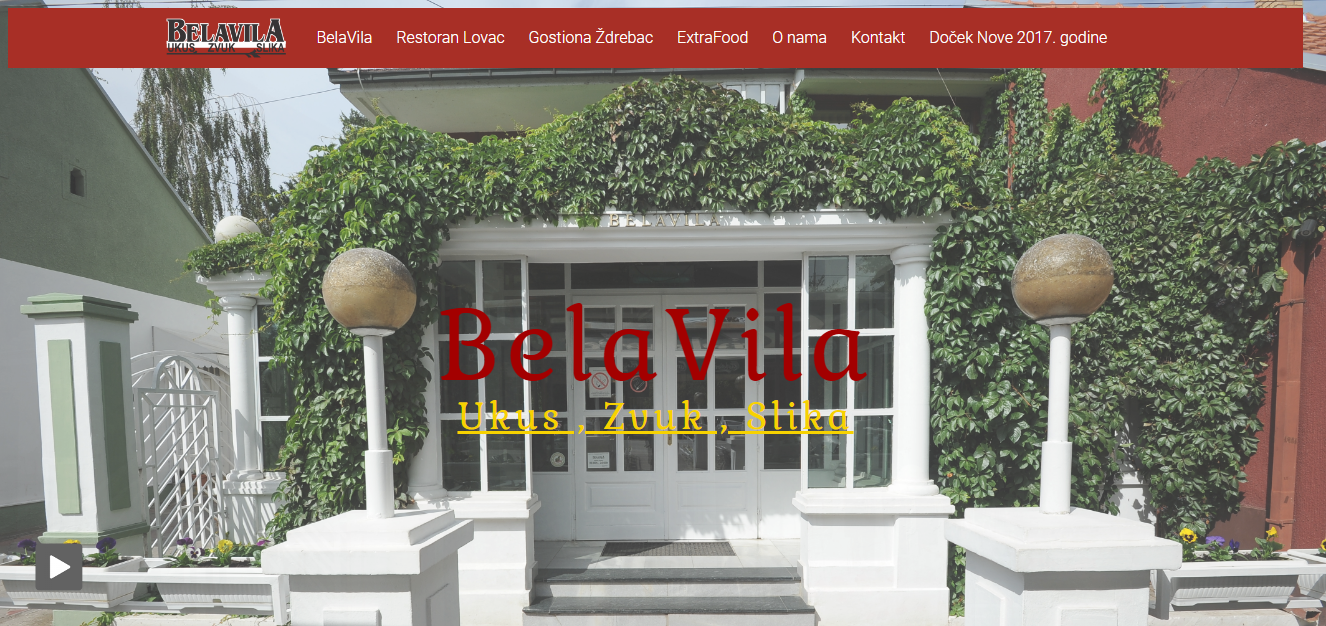 BELAVILA
UKUS ZVUK SLIKA
BelaVila Restoran Lovac Gostiona Ždrebac ExtraFood O nama Kontakt Doček Nove 2017. godine
BELAVILA
BelaVila
Ukus , Zvuk , Slika